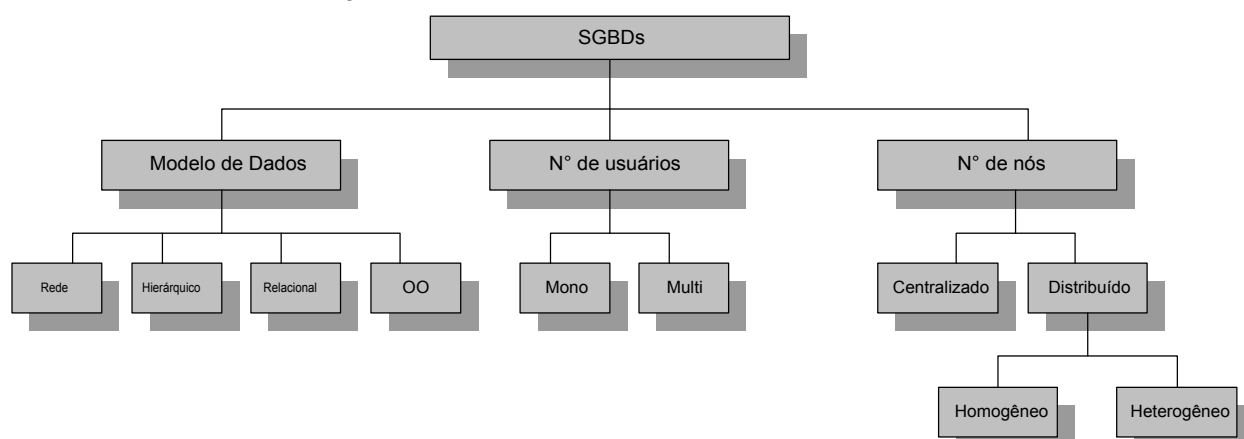 SGBDs
Modelo de Dados
N° de usuários
N° de nós
Rede
Hierárquico
Relacional
OO
Mono
Multi
Centralizado
Distribuído
Homogêneo
Heterogêneo